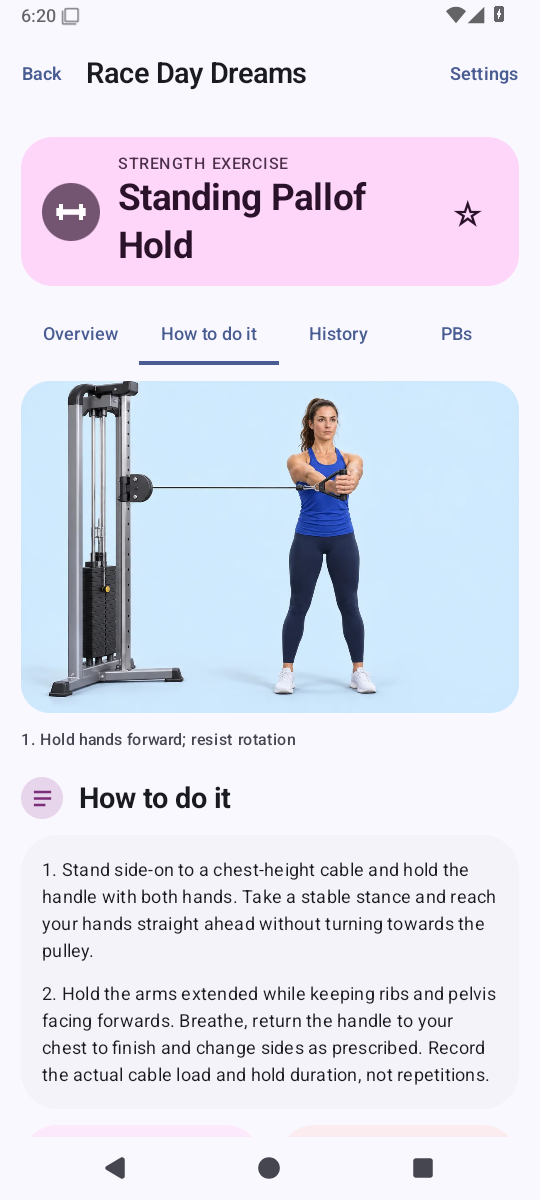 6:20
Back
Race Day Dreams
Settings
STRENGTH EXERCISE
Standing Pallof
Hold
Overview
How to do it
History
PBs
1. Hold hands forward; resist rotation
How to do it
1. Stand side-on to a chest-height cable and hold the
handle with both hands. Take a stable stance and reach
your hands straight ahead without turning towards the
pulley.
2. Hold the arms extended while keeping ribs and pelvis
facing forwards. Breathe, return the handle to your
chest to finish and change sides as prescribed. Record
the actual cable load and hold duration, not repetitions.